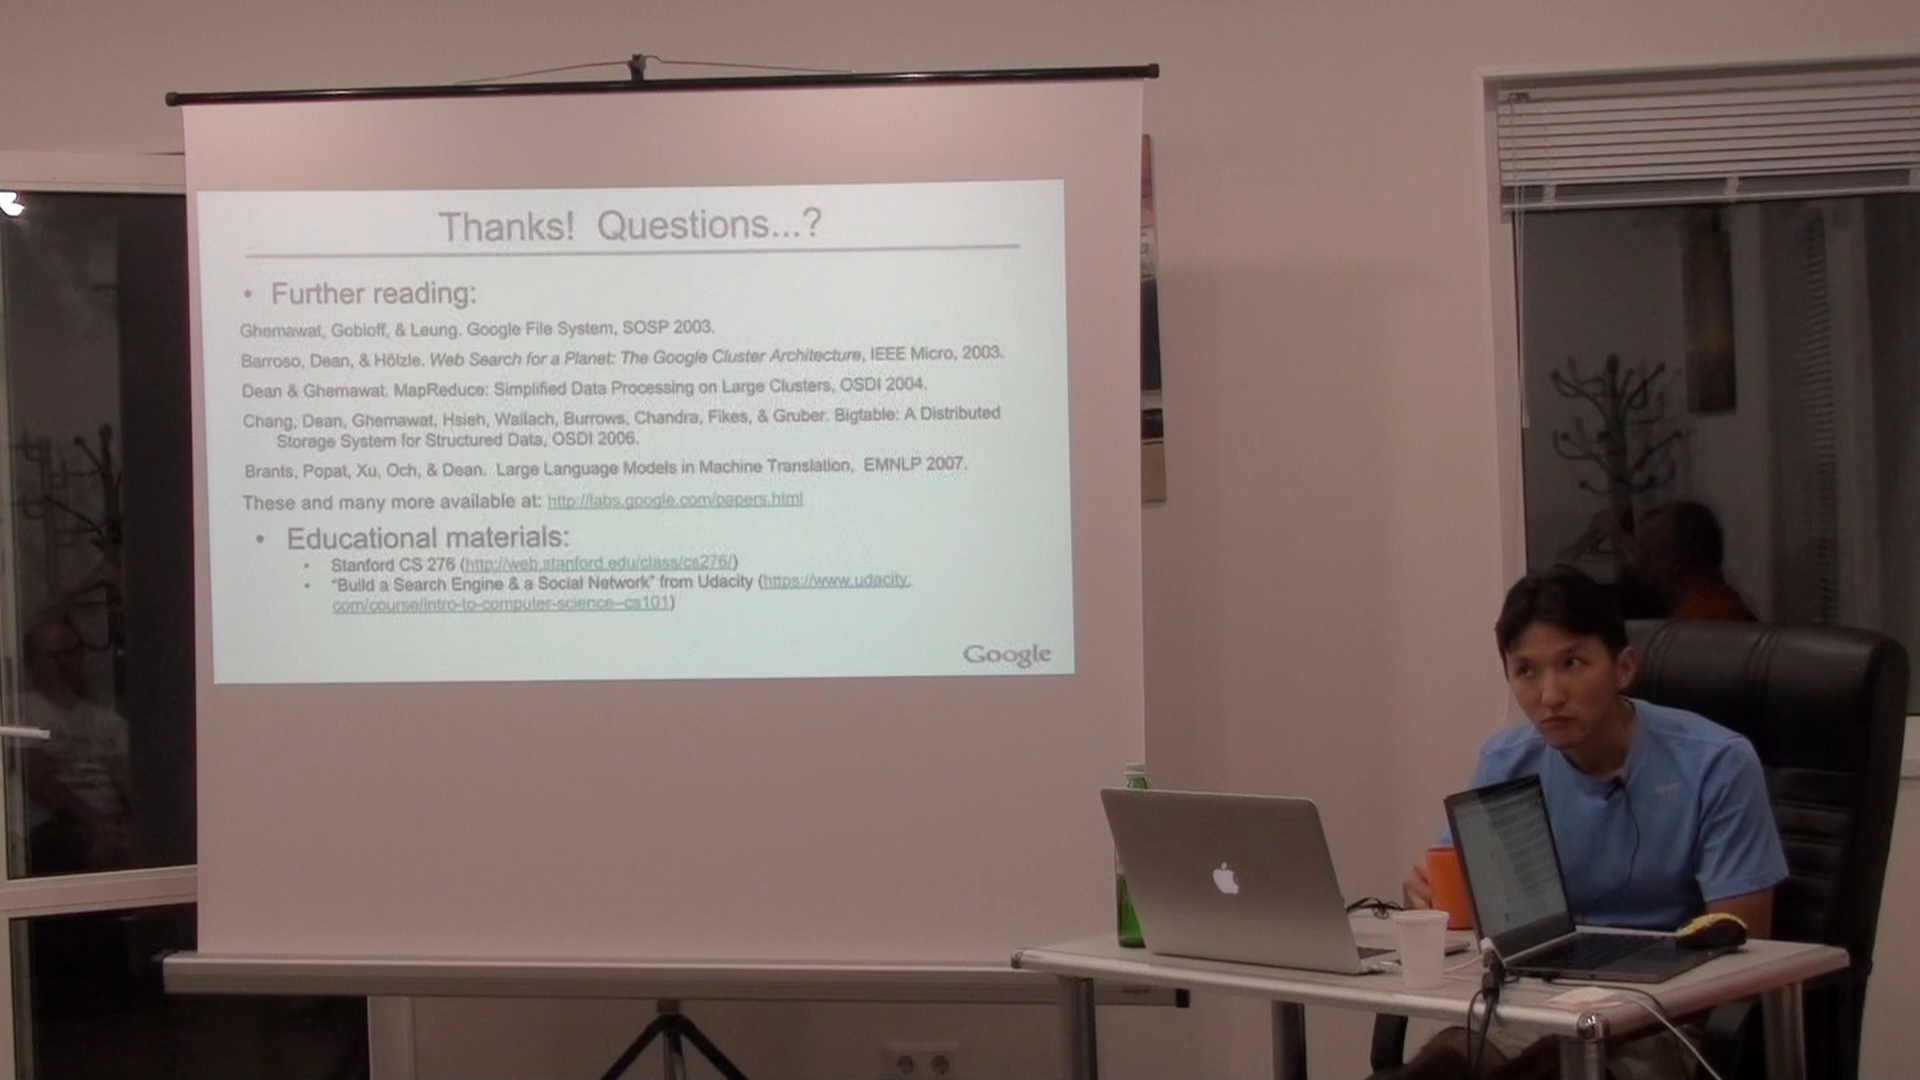 Thanks! Questions...?
• Further reading:
Ghemawat, Gobioff, & Leung. Google File System, SOSP 2003.
Barroso, Dean, & Hölzle. Web Search for a Planet: The Google Cluster Architecture, IEEE Micro, 2003.
Dean & Ghemawat. MapReduce: Simplified Data Processing on Large Clusters, OSDI 2004.
Chang, Dean, Ghemawat, Hsieh, Wallach, Burrows, Chandra, Fikes, & Gruber. Bigtable: A Distributed
Storage System for Structured Data, OSDI 2006.
Brants, Popat, Xu, Och, & Dean. Large Language Models in Machine Translation, EMNLP 2007.
These and many more available at: http://labs.google.com/papers.html
• Educational materials:
• Stanford CS 276 (http://web.stanford.edu/class/cs276/)
• "Build a Search Engine & a Social Network" from Udacity (https://www.udacity.
com/course/intro-to-computer-science--cs101)
Google